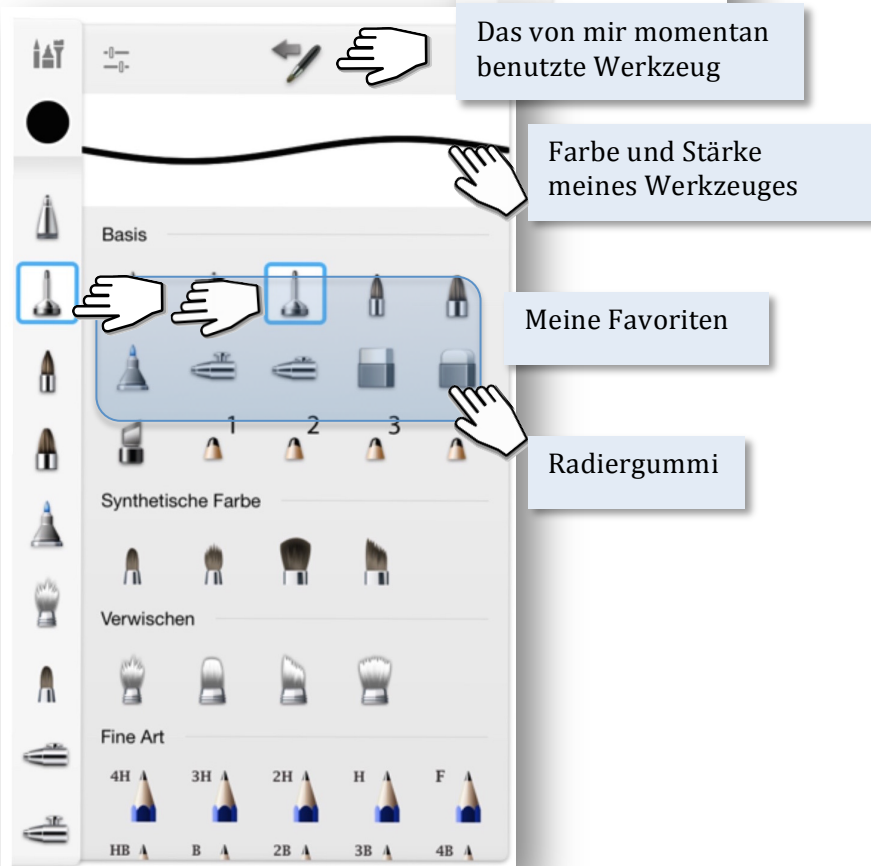 Das von mir momentan
benutzte Werkzeug
Farbe und Stärke
meines Werkzeuges
Basis
Meine Favoriten
1 2 3
Radiergummi
Synthetische Farbe
Verwischen
Fine Art
4H 3H 2H H F
HB B 2B 3B 4B